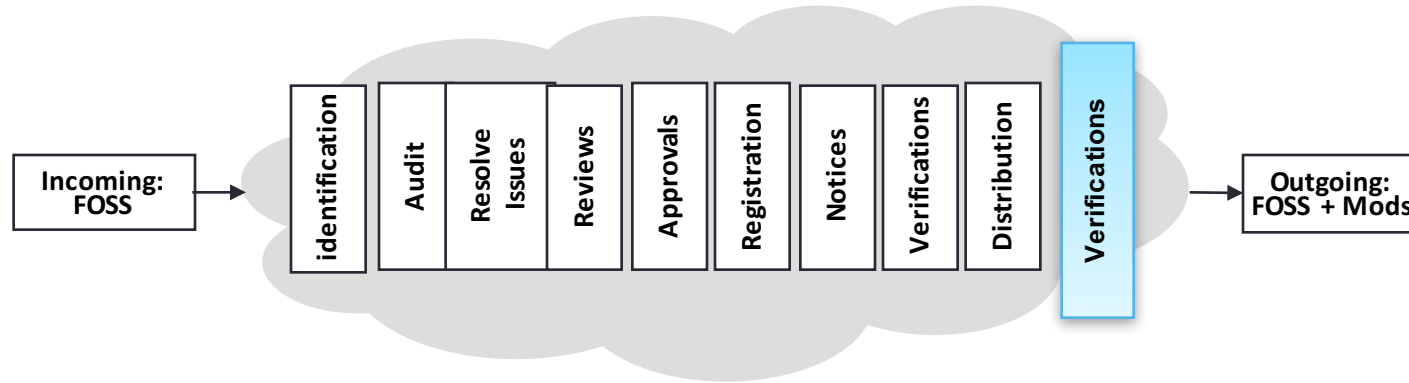 Incoming:
FOSS
identification
Audit
Resolve
Issues
Reviews
Approvals
Registration
Notices
Verifications
Distribution
Verifications
Outgoing:
FOSS + Mods